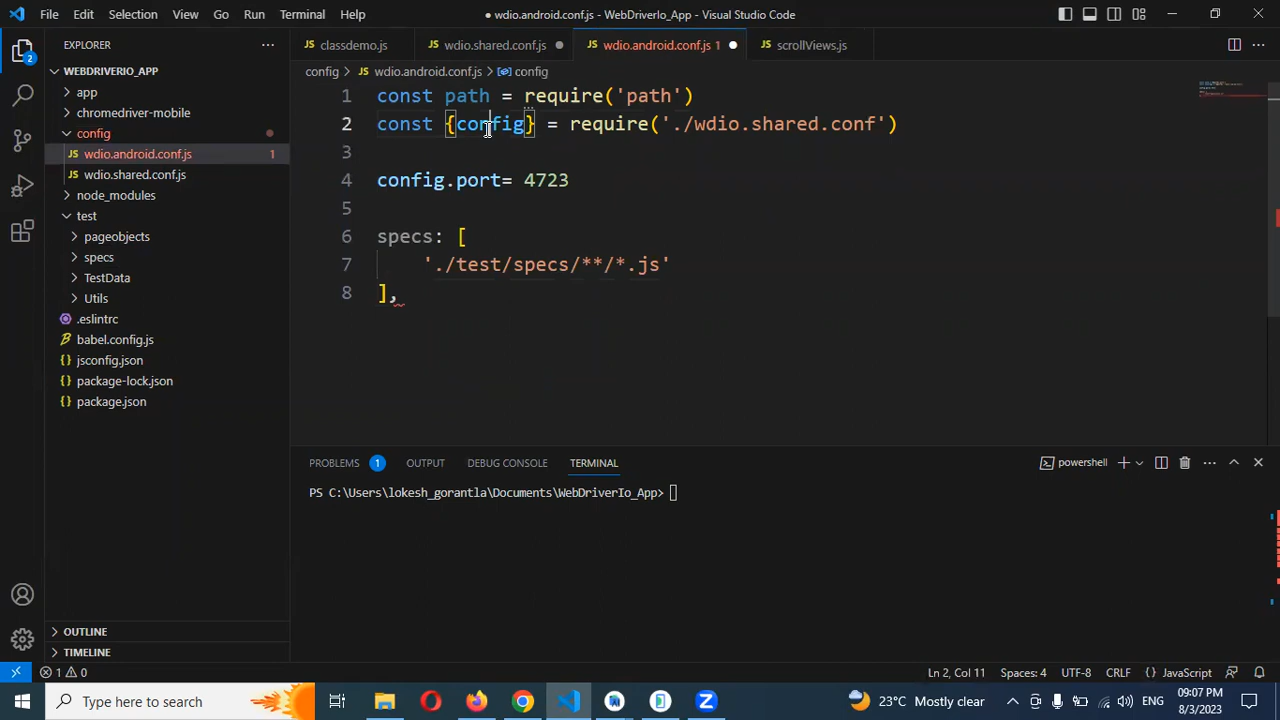 File Edit Selection View Go Run Terminal Help
● wdio.android.conf.js - WebDriverIo_App - Visual Studio Code
EXPLORER
classdemo.js
wdio.shared.conf.js
wdio.android.conf.js 1
scrollViews.js
WEBDRIVERIO_APP
config > wdio.android.conf.js > config
app
chromedriver-mobile
config
wdio.android.conf.js 1
wdio.shared.conf.js
node_modules
test
pageobjects
specs
TestData
Utils
.eslintrc
babel.config.js
jsconfig.json
package-lock.json
package.json
1 const path = require('path')
2 const {config} = require('./wdio.shared.conf')
3
4 config.port= 4723
5
6 specs: [
7 './test/specs/**/*.js'
8 ],
PROBLEMS 1 OUTPUT DEBUG CONSOLE TERMINAL
powershell
PS C:\Users\lokesh_gorantla\Documents\WebDriverIo_App>
OUTLINE
TIMELINE
1 0
Ln 2, Col 11 Spaces: 4 UTF-8 CRLF {} JavaScript
2
Type here to search
23°C Mostly clear
ENG
09:07 PM
8/3/2023